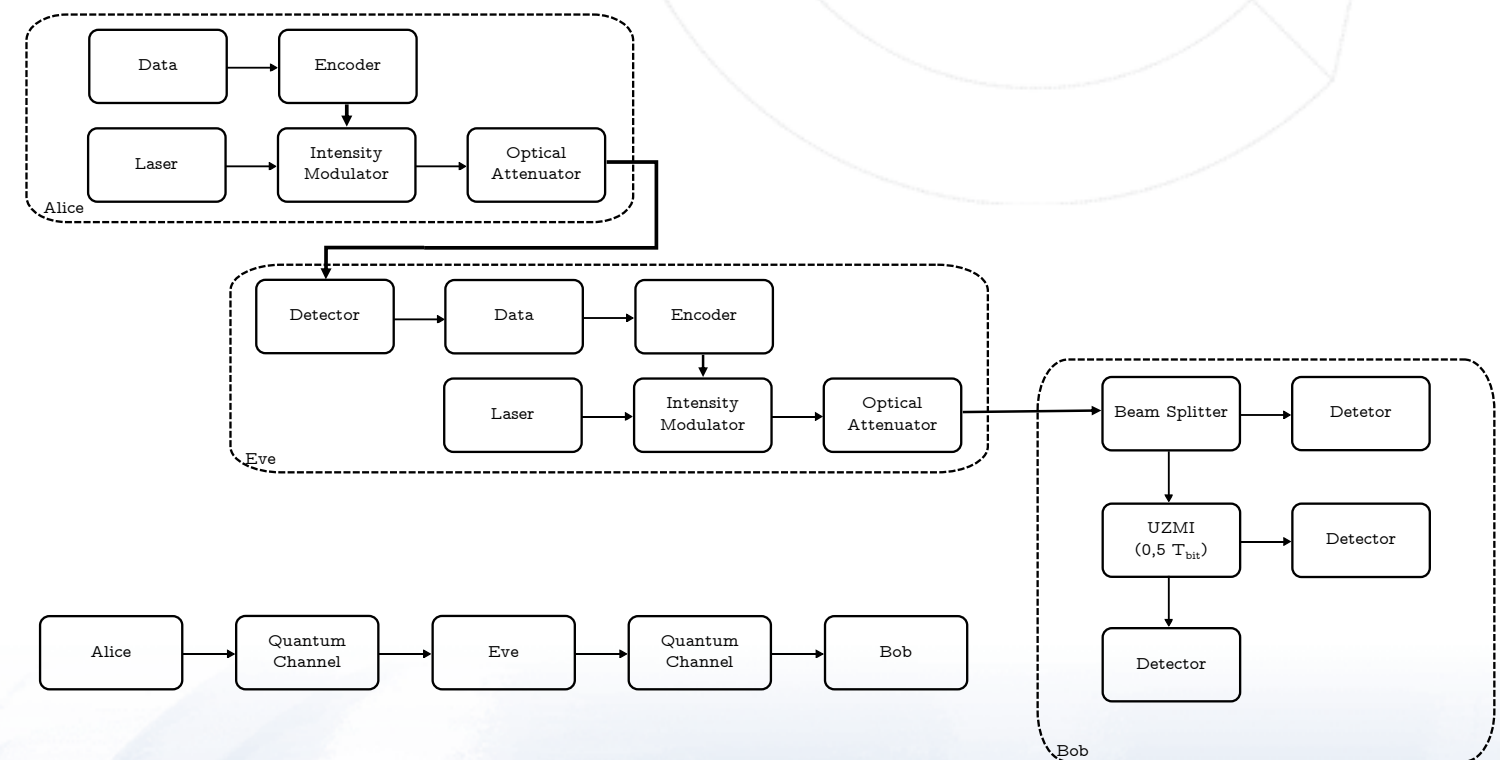 Data
Encoder
Laser
Intensity
Modulator
Optical
Attenuator
Alice
Detector
Data
Encoder
Laser
Intensity
Modulator
Optical
Attenuator
Eve
Beam Splitter
Detetor
UZMI
(0,5 Tbit)
Detector
Detector
Bob
Alice
Quantum
Channel
Eve
Quantum
Channel
Bob